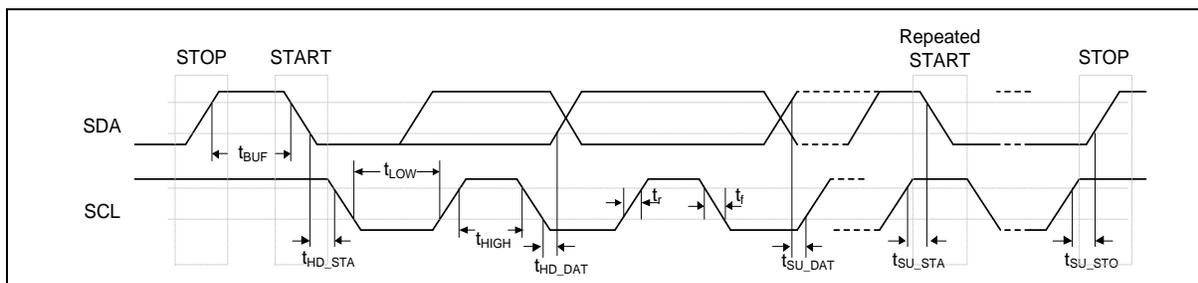 Repeated
STOP START START STOP
SDA
tBUF
tLOW
SCL
tr tf
tHIGH
tHD_STA tHD_DAT tSU_DAT tSU_STA tSU_STO